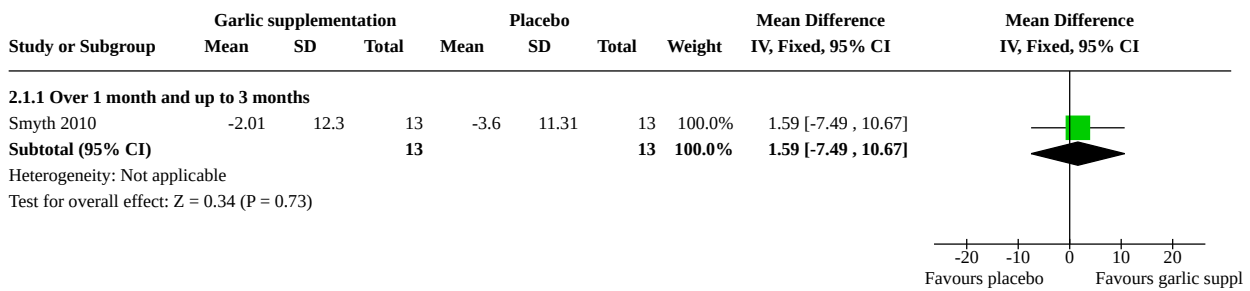 Garlic supplementation Placebo Mean Difference Mean Difference
Study or Subgroup Mean SD Total Mean SD Total Weight IV, Fixed, 95% CI IV, Fixed, 95% CI
2.1.1 Over 1 month and up to 3 months
Smyth 2010 -2.01 12.3 13 -3.6 11.31 13 100.0% 1.59 [-7.49 , 10.67]
Subtotal (95% CI) 13 13 100.0% 1.59 [-7.49 , 10.67]
Heterogeneity: Not applicable
Test for overall effect: Z = 0.34 (P = 0.73)
-20 -10 0 10 20
Favours placebo Favours garlic suppl